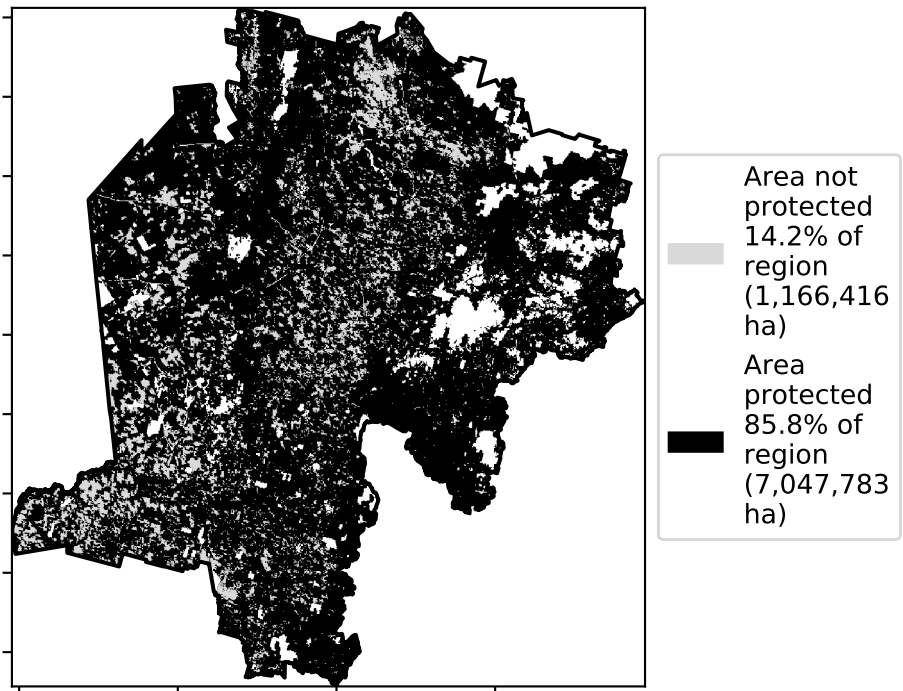 Area not
protected
14.2% of
region
(1,166,416
ha)
Area
protected
85.8% of
region
(7,047,783
ha)